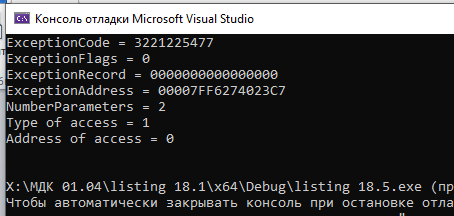 Консоль отладки Microsoft Visual Studio
ExceptionCode = 3221225477
ExceptionFlags = 0
ExceptionRecord = 0000000000000000
ExceptionAddress = 00007FF6274023C7
NumberParameters = 2
Type of access = 1
Address of access = 0
X:\МДК 01.04\listing 18.1\x64\Debug\listing 18.5.exe (пр
Чтобы автоматически закрывать консоль при остановке отла